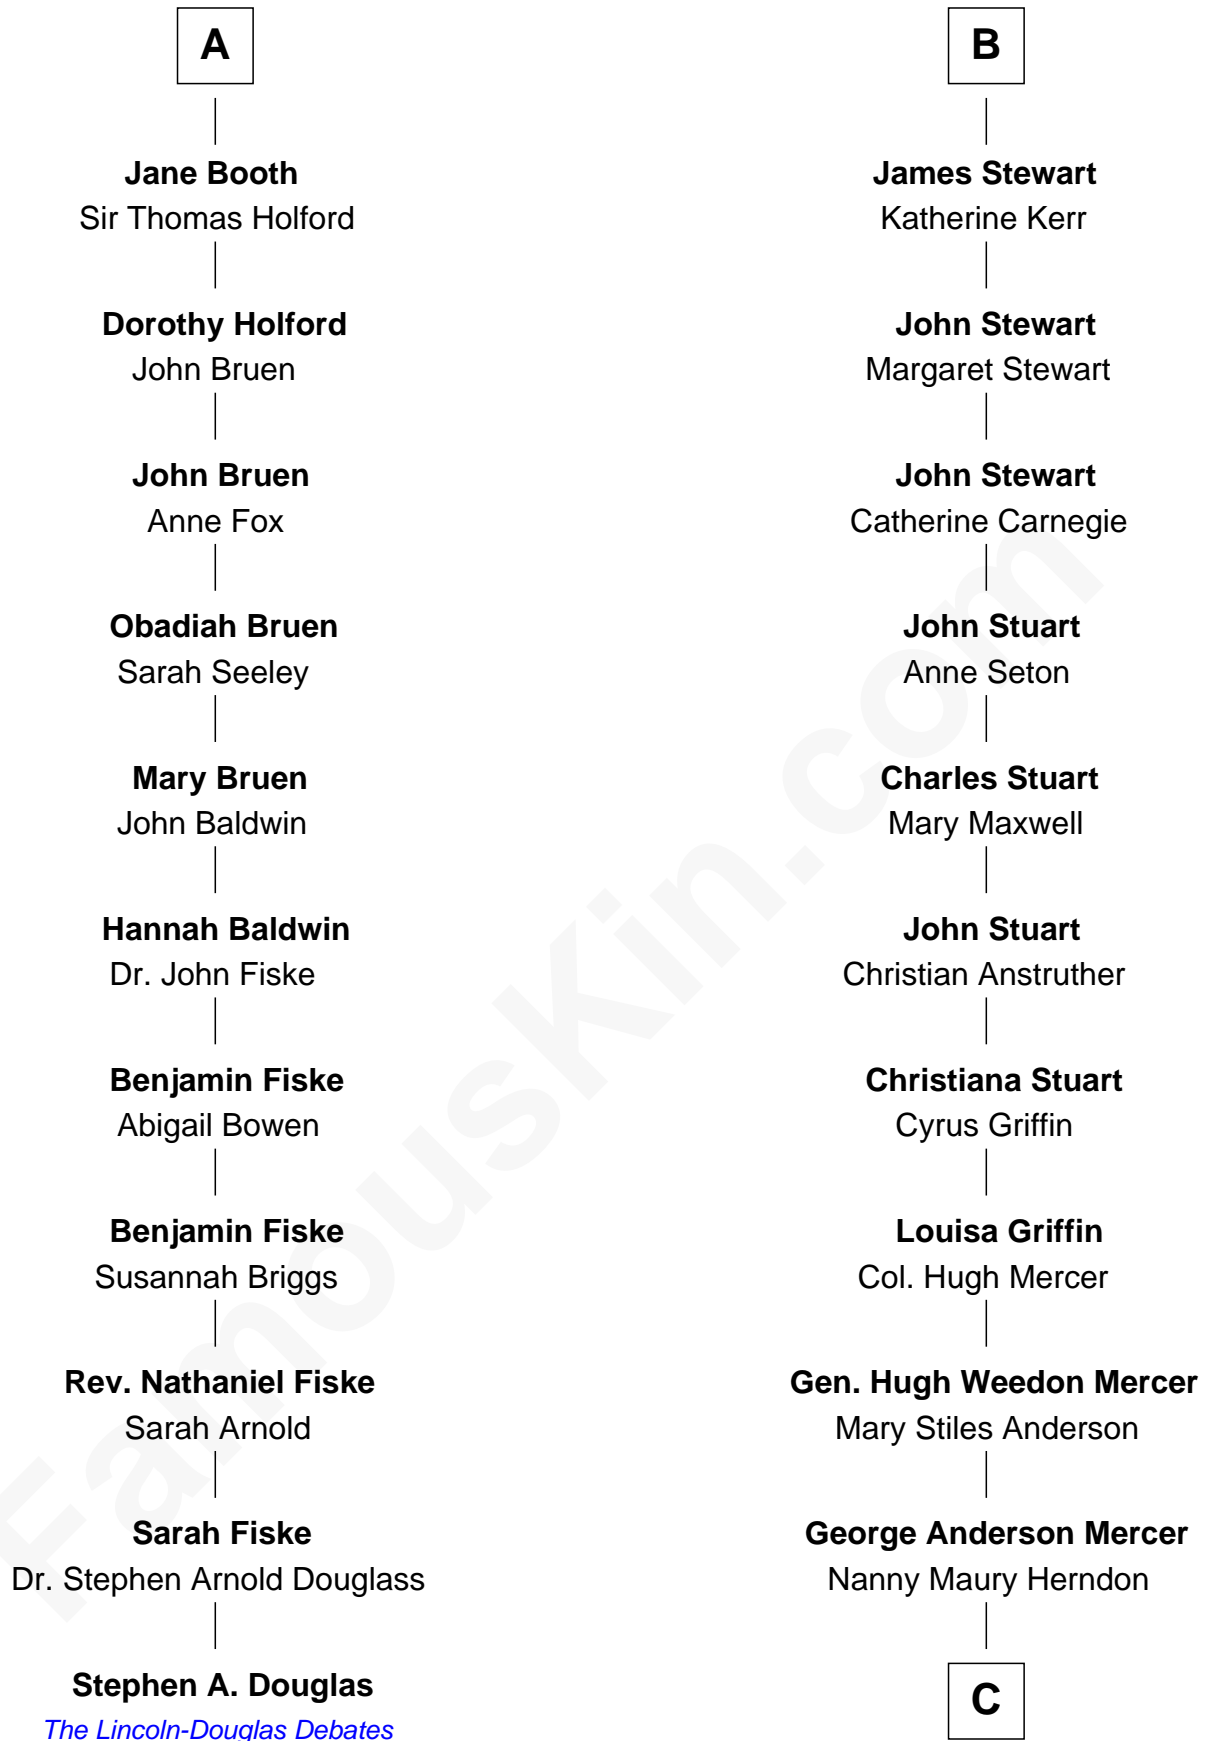 A
Jane Booth
Sir Thomas Holford
Dorothy Holford
John Bruen
John Bruen
Anne Fox
Obadiah Bruen
Sarah Seeley
Mary Bruen
John Baldwin
Hannah Baldwin
Dr. John Fiske
Benjamin Fiske
Abigail Bowen
Benjamin Fiske
Susannah Briggs
Rev. Nathaniel Fiske
Sarah Arnold
Sarah Fiske
Dr. Stephen Arnold Douglass
Stephen A. Douglas
The Lincoln-Douglas Debates
B
James Stewart
Katherine Kerr
John Stewart
Margaret Stewart
John Stewart
Catherine Carnegie
John Stuart
Anne Seton
Charles Stuart
Mary Maxwell
John Stuart
Christian Anstruther
Christiana Stuart
Cyrus Griffin
Louisa Griffin
Col. Hugh Mercer
Gen. Hugh Weedon Mercer
Mary Stiles Anderson
George Anderson Mercer
Nanny Maury Herndon
C
FamousKin.com